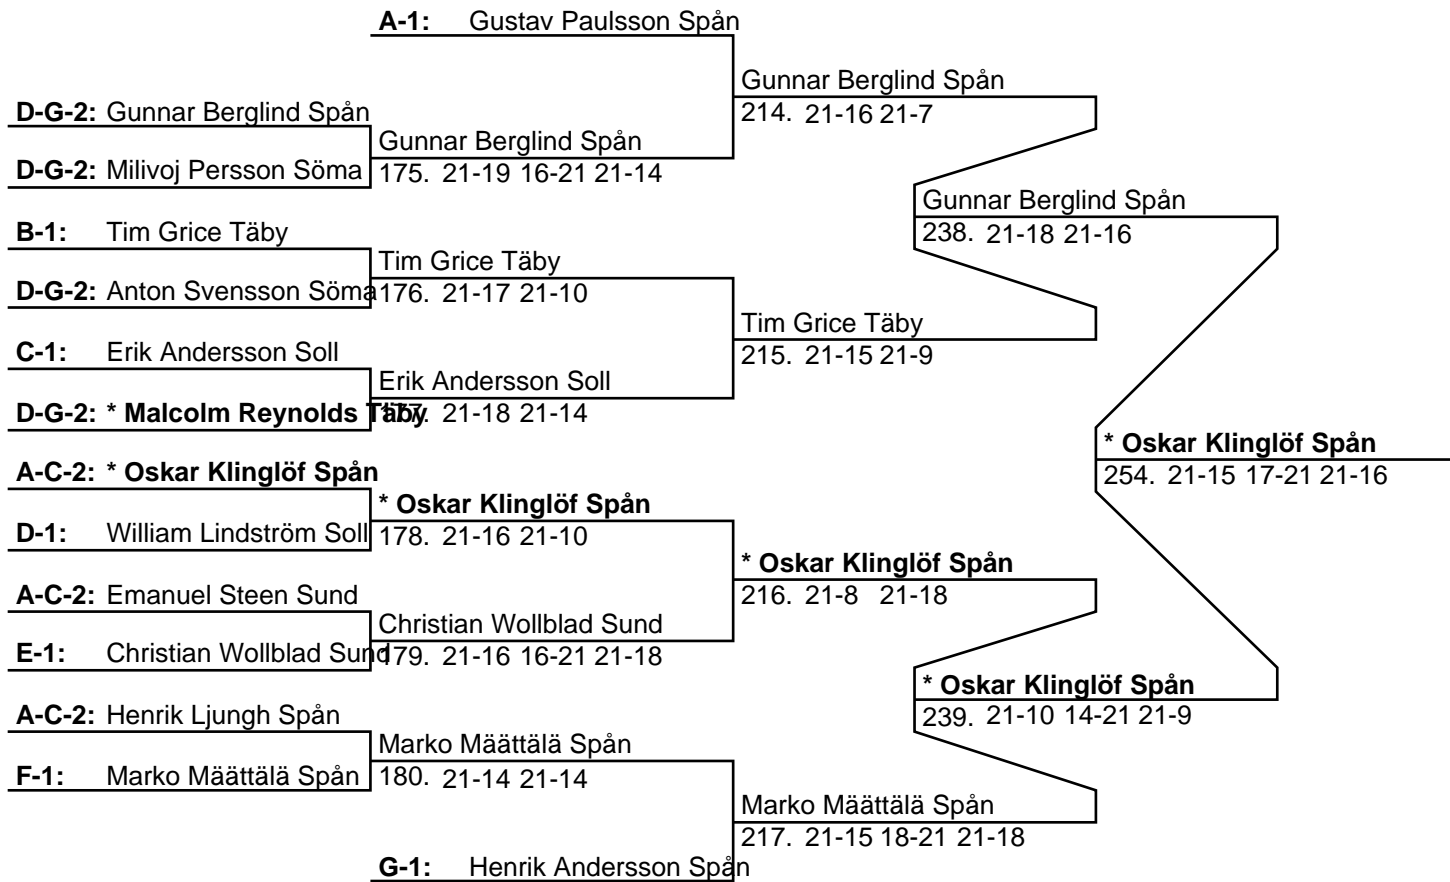 A-1: Gustav Paulsson Spån
Gunnar Berglind Spån
214. 21-16 21-7
D-G-2: Gunnar Berglind Spån
Gunnar Berglind Spån
D-G-2: Milivoj Persson Söma
175. 21-19 16-21 21-14
Gunnar Berglind Spån
238. 21-18 21-16
B-1: Tim Grice Täby
Tim Grice Täby
D-G-2: Anton Svensson Söma
176. 21-17 21-10
Tim Grice Täby
215. 21-15 21-9
C-1: Erik Andersson Soll
Erik Andersson Soll
D-G-2: * Malcolm Reynolds Täby
177. 21-18 21-14
* Oskar Klinglöf Spån
254. 21-15 17-21 21-16
A-C-2: * Oskar Klinglöf Spån
* Oskar Klinglöf Spån
D-1: William Lindström Soll
178. 21-16 21-10
* Oskar Klinglöf Spån
216. 21-8 21-18
A-C-2: Emanuel Steen Sund
Christian Wollblad Sund
E-1: Christian Wollblad Sund
179. 21-16 16-21 21-18
* Oskar Klinglöf Spån
239. 21-10 14-21 21-9
A-C-2: Henrik Ljungh Spån
Marko Määttälä Spån
F-1: Marko Määttälä Spån
180. 21-14 21-14
Marko Määttälä Spån
217. 21-15 18-21 21-18
G-1: Henrik Andersson Spån